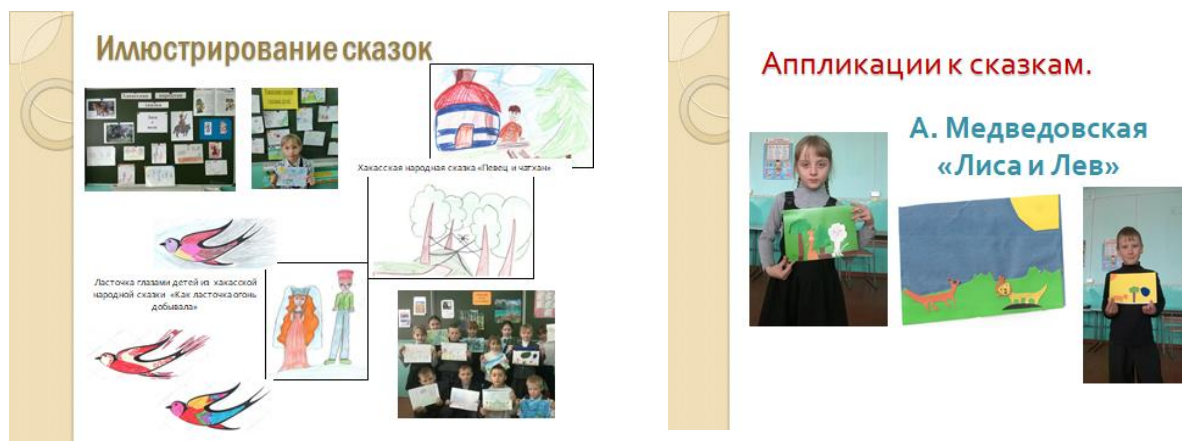 Иллюстрирование сказок
Хакасская народная сказка «Певец и чатхан»
Ласточка глазами детей из хакасской
народной сказки «Как ласточка огонь
добывала»
Аппликации к сказкам.
А. Медведовская
«Лиса и Лев»